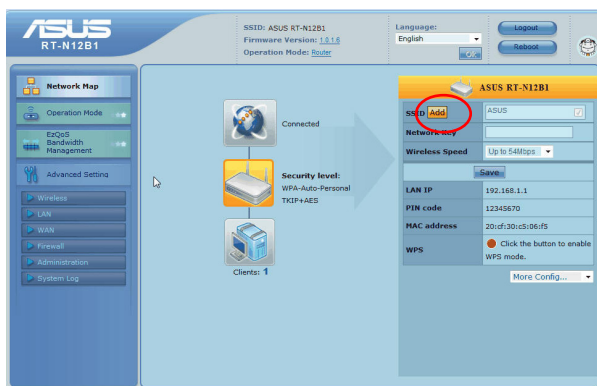 ASUS
RT-N12B1
SSID: ASUS RT-N12B1
Firmware Version: 1.0.1.6
Operation Mode: Router
Language:
English
OK
Logout
Reboot
Network Map
Operation Mode
EzQoS
Bandwidth
Management
Advanced Setting
Wireless
LAN
WAN
Firewall
Administration
System Log
Connected
Security level:
WPA-Auto-Personal
TKIP+AES
Clients: 1
ASUS RT-N12B1
SSID Add ASUS
Network Key
Wireless Speed Up to 54Mbps
Save
LAN IP 192.168.1.1
PIN code 12345670
MAC address 20:cf:30:c5:06:f5
WPS Click the button to enable
WPS mode.
More Config...